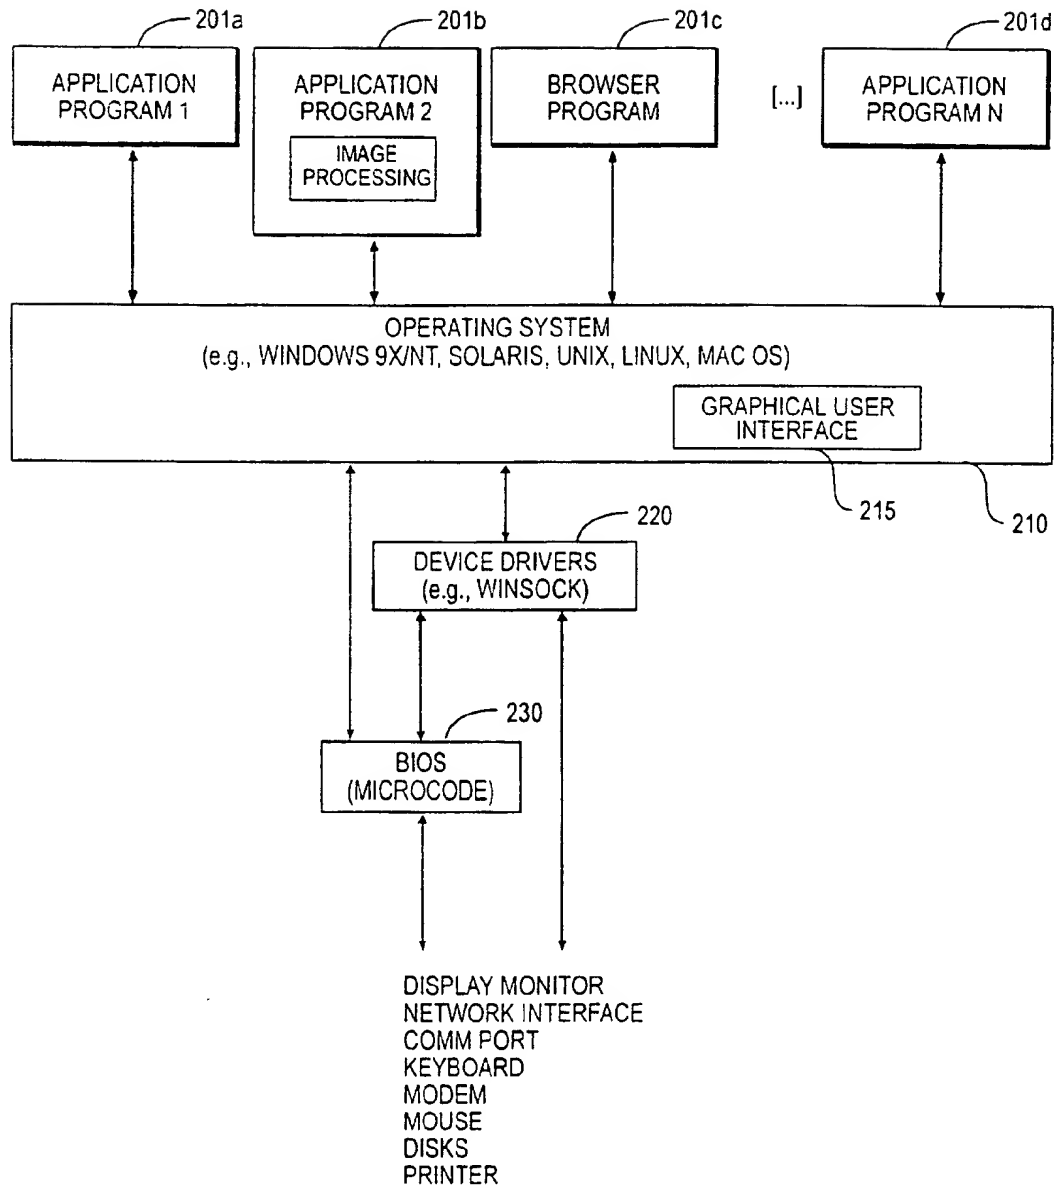 201a
201b
201c
201d
APPLICATION
PROGRAM 1
APPLICATION
PROGRAM 2
IMAGE
PROCESSING
BROWSER
PROGRAM
[...]
APPLICATION
PROGRAM N
OPERATING SYSTEM
(e.g., WINDOWS 9X/NT, SOLARIS, UNIX, LINUX, MAC OS)
GRAPHICAL USER
INTERFACE
215
210
220
DEVICE DRIVERS
(e.g., WINSOCK)
230
BIOS
(MICROCODE)
DISPLAY MONITOR
NETWORK INTERFACE
COMM PORT
KEYBOARD
MODEM
MOUSE
DISKS
PRINTER